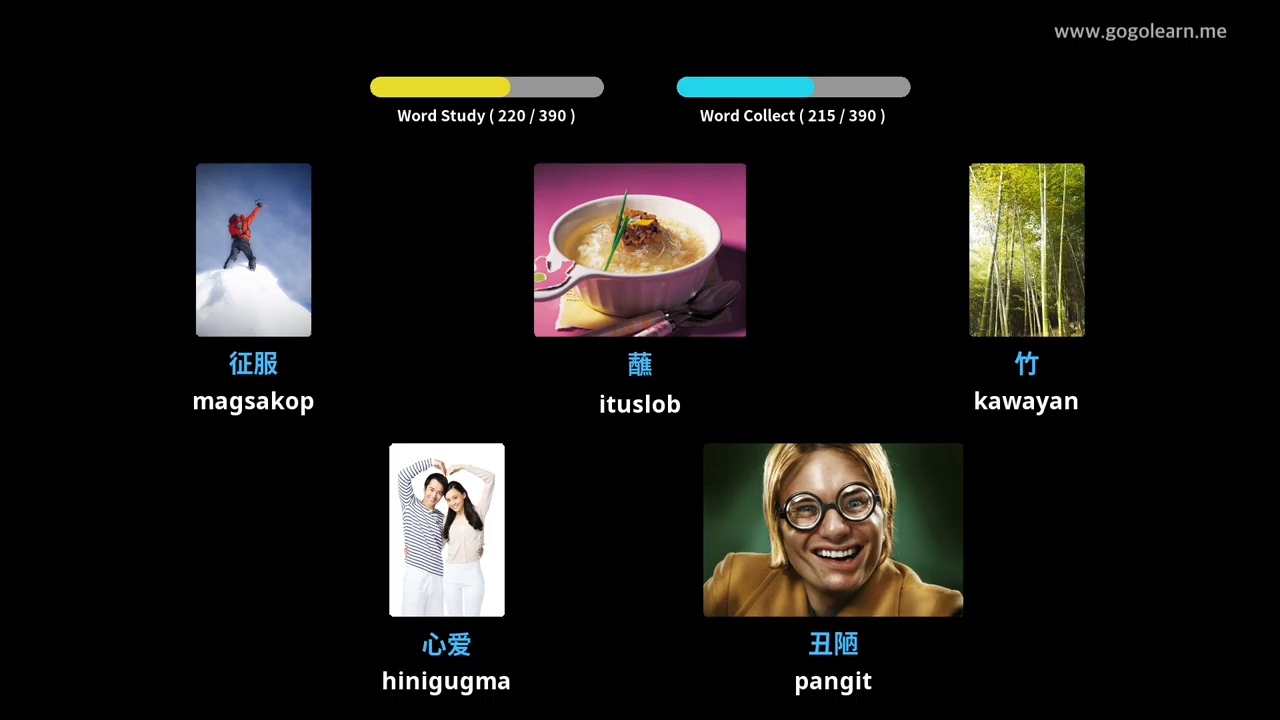 www.gogolearn.me
Word Study ( 220 / 390 )
Word Collect ( 215 / 390 )
征服
magsakop
蘸
ituslob
竹
kawayan
心爱
hinigugma
丑陋
pangit